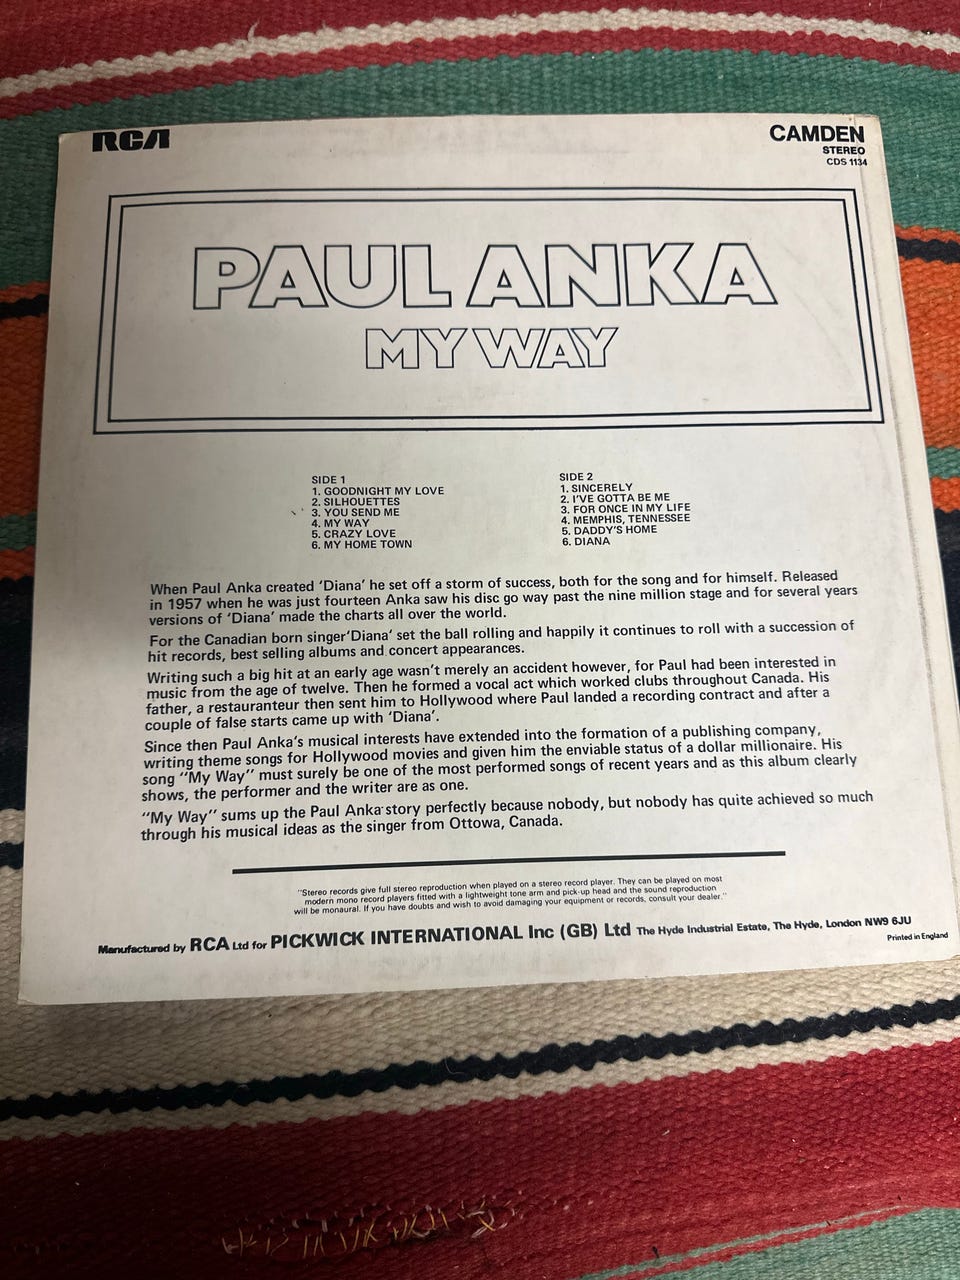 RCA
CAMDEN
STEREO
CDS 1134
PAUL ANKA
MY WAY
SIDE 1
1. GOODNIGHT MY LOVE
2. SILHOUETTES
3. YOU SEND ME
4. MY WAY
5. CRAZY LOVE
6. MY HOME TOWN
SIDE 2
1. SINCERELY
2. I'VE GOTTA BE ME
3. FOR ONCE IN MY LIFE
4. MEMPHIS, TENNESSEE
5. DADDY'S HOME
6. DIANA
When Paul Anka created 'Diana' he set off a storm of success, both for the song and for himself. Released
in 1957 when he was just fourteen Anka saw his disc go way past the nine million stage and for several years
versions of 'Diana' made the charts all over the world.
For the Canadian born singer'Diana' set the ball rolling and happily it continues to roll with a succession of
hit records, best selling albums and concert appearances.
Writing such a big hit at an early age wasn't merely an accident however, for Paul had been interested in
music from the age of twelve. Then he formed a vocal act which worked clubs throughout Canada. His
father, a restauranteur then sent him to Hollywood where Paul landed a recording contract and after a
couple of false starts came up with 'Diana'.
Since then Paul Anka's musical interests have extended into the formation of a publishing company,
writing theme songs for Hollywood movies and given him the enviable status of a dollar millionaire. His
song "My Way" must surely be one of the most performed songs of recent years and as this album clearly
shows, the performer and the writer are as one.
"My Way" sums up the Paul Anka story perfectly because nobody, but nobody has quite achieved so much
through his musical ideas as the singer from Ottowa, Canada.
"Stereo records give full stereo reproduction when played on a stereo record player. They can be played on most
modern mono record players fitted with a lightweight tone arm and pick-up head and the sound reproduction
will be monaural. If you have doubts and wish to avoid damaging your equipment or records, consult your dealer."
Manufactured by RCA Ltd for PICKWICK INTERNATIONAL Inc (GB) Ltd The Hyde Industrial Estate, The Hyde, London NW9 6JU
Printed in England